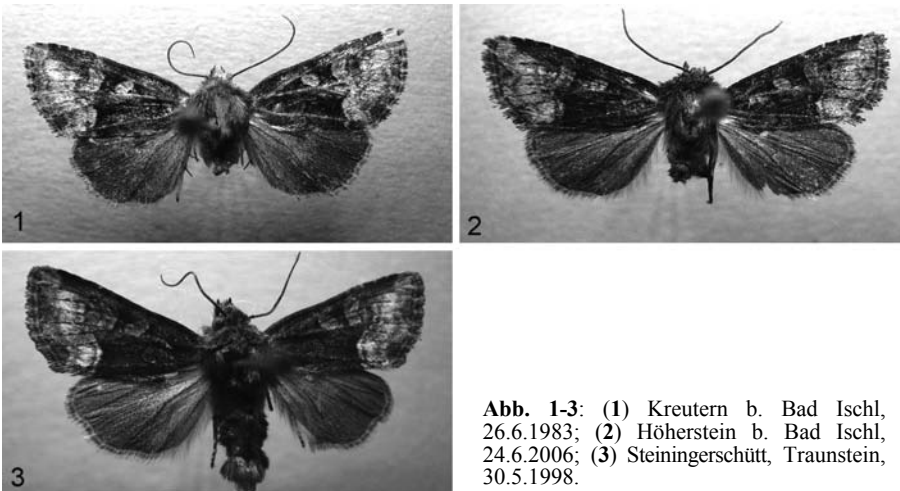 1
2
3
Abb. 1-3: (1) Kreutern b. Bad Ischl,
26.6.1983; (2) Höherstein b. Bad Ischl,
24.6.2006; (3) Steiningerschütt, Traunstein,
30.5.1998.